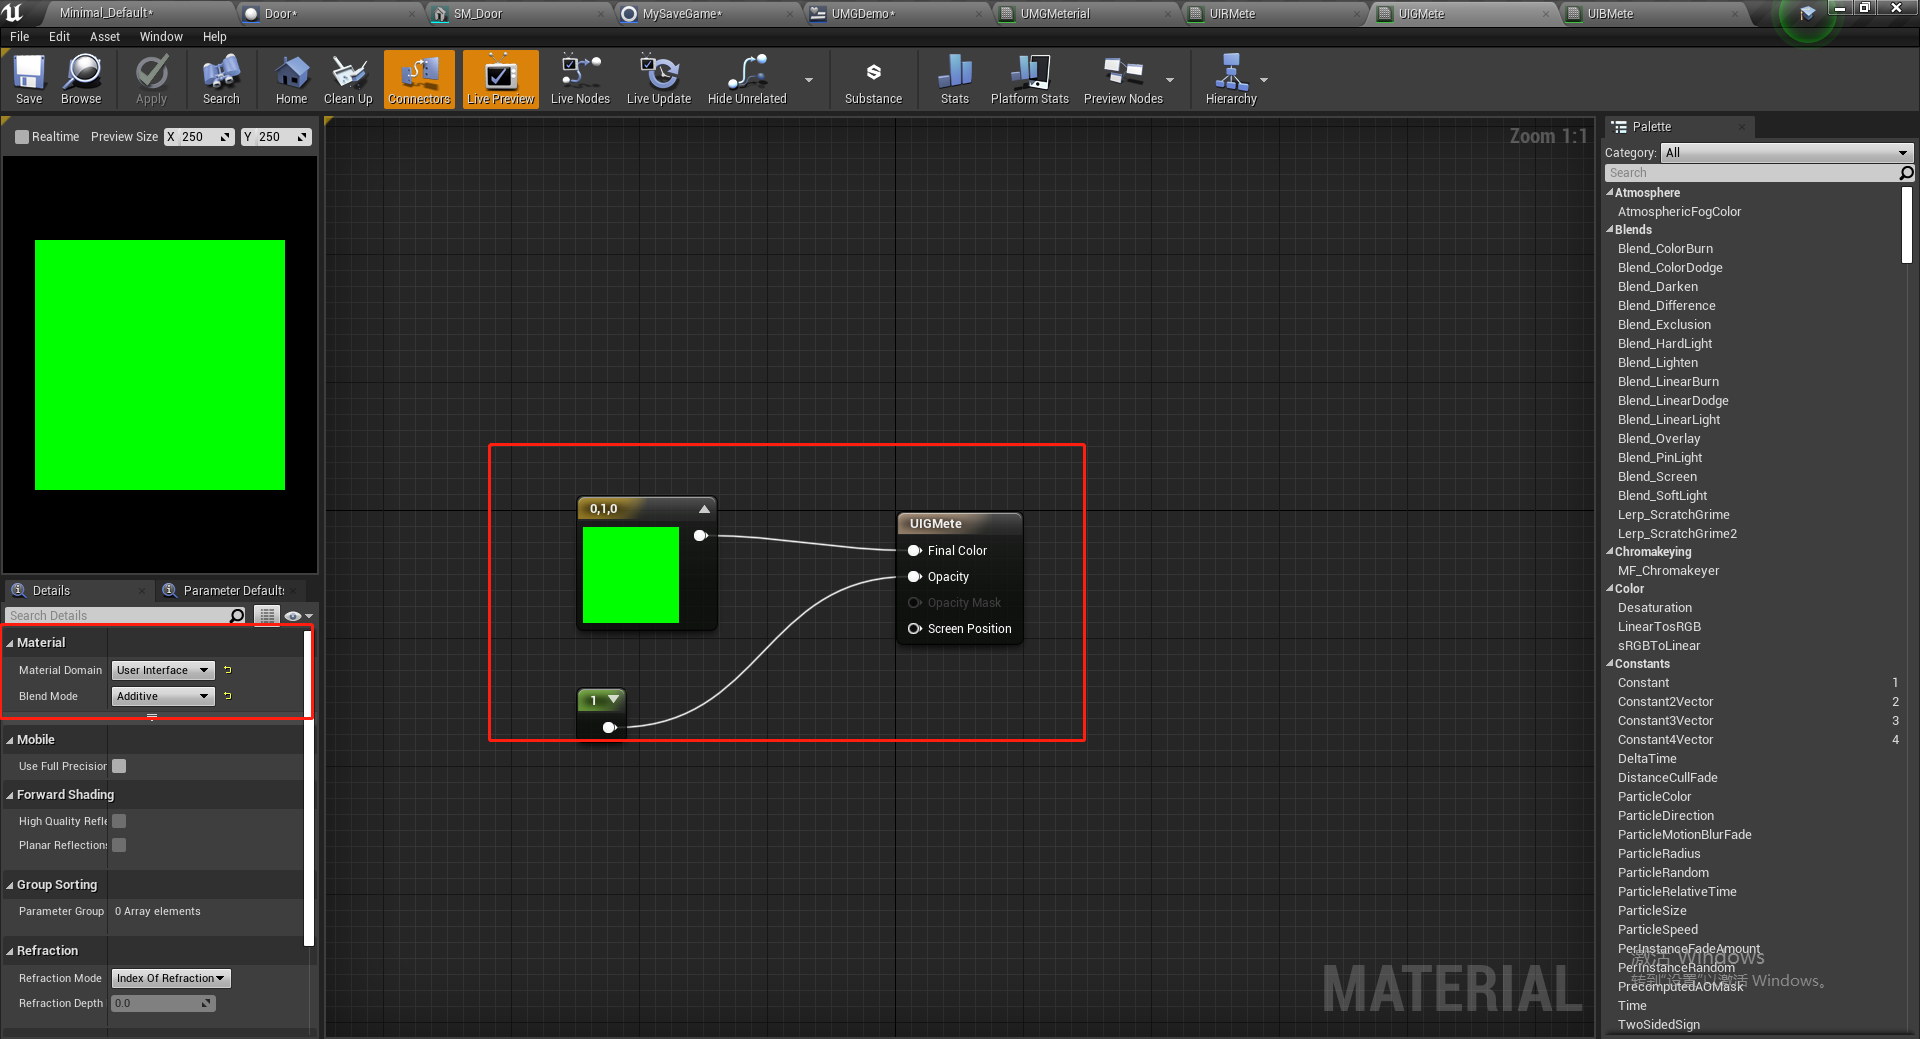 Minimal_Default*
Door*
SM_Door
MySaveGame*
UMGDemo*
UMGMeterial
UIRMete
UIGMete
UIBMete
File Edit Asset Window Help
Save
Browse
Apply
Search
Home
Clean Up
Connectors
Live Preview
Live Nodes
Live Update
Hide Unrelated
Substance
Stats
Platform Stats
Preview Nodes
Hierarchy
Realtime Preview Size X 250 Y 250
Details
Parameter Default
Search Details
Material
Material Domain User Interface
Blend Mode Additive
Mobile
Use Full Precision
Forward Shading
High Quality Refle
Planar Reflections
Group Sorting
Parameter Group 0 Array elements
Refraction
Refraction Mode Index Of Refraction
Refraction Depth 0.0
Zoom 1:1
0,1,0
1
UIGMete
Final Color
Opacity
Opacity Mask
Screen Position
MATERIAL
Palette
Category: All
Search
Atmosphere
AtmosphericFogColor
Blends
Blend_ColorBurn
Blend_ColorDodge
Blend_Darken
Blend_Difference
Blend_Exclusion
Blend_HardLight
Blend_Lighten
Blend_LinearBurn
Blend_LinearDodge
Blend_LinearLight
Blend_Overlay
Blend_PinLight
Blend_Screen
Blend_SoftLight
Lerp_ScratchGrime
Lerp_ScratchGrime2
Chromakeying
MF_Chromakeyer
Color
Desaturation
LinearTosRGB
sRGBToLinear
Constants
Constant 1
Constant2Vector 2
Constant3Vector 3
Constant4Vector 4
DeltaTime
DistanceCullFade
ParticleColor
ParticleDirection
ParticleMotionBlurFade
ParticleRadius
ParticleRandom
ParticleRelativeTime
ParticleSize
ParticleSpeed
PerInstanceFadeAmount
激活 Windows
PerInstanceRandom
转到"设置"以激活 Windows。
PrecomputedAOMask
Time
TwoSidedSign